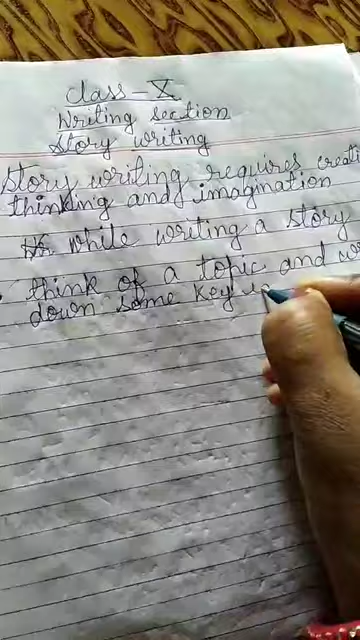 Class - X
Writing section
Story writing
Story writing requires creati
thinking and imagination
while writing a story
think of a topic and w
down some key